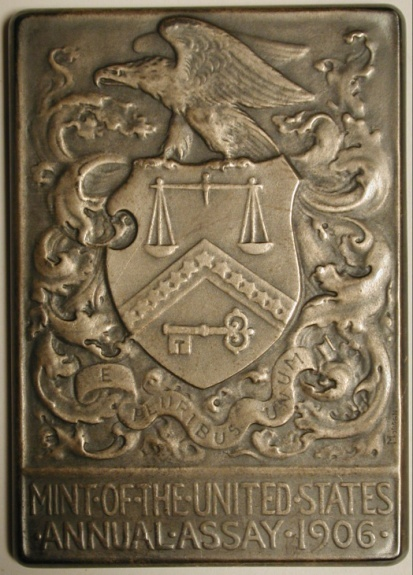 E PLURIBUS UNUM
MINT·OF·THE·UNITED·STATES
·ANNUAL·ASSAY·1906·